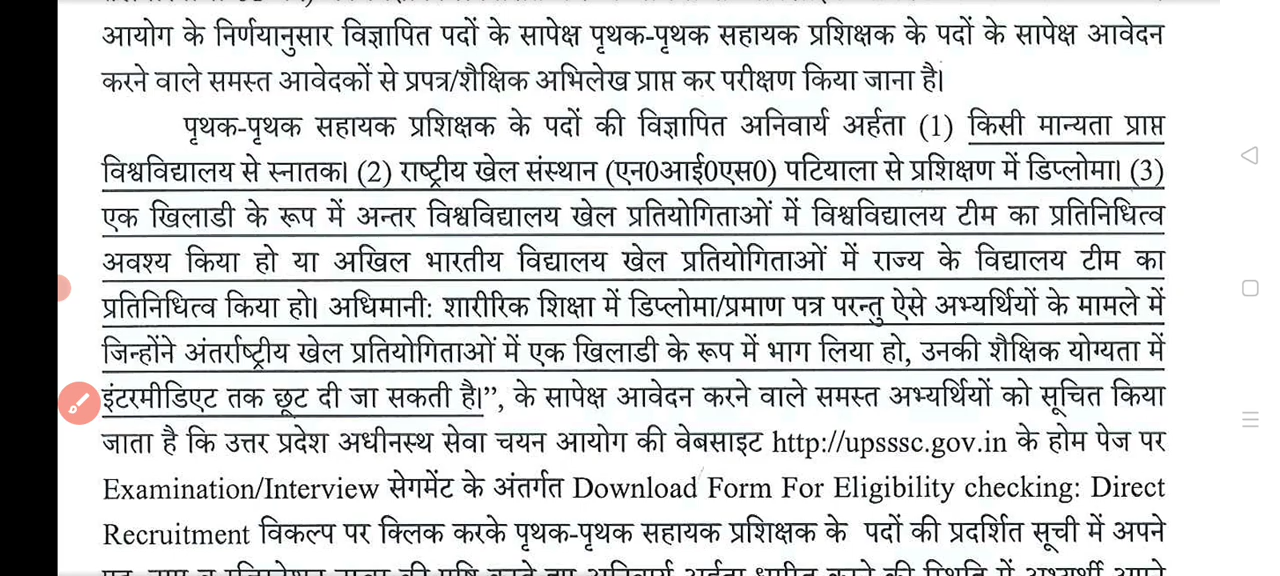 आयोग के निर्णयानुसार विज्ञापित पदों के सापेक्ष पृथक-पृथक सहायक प्रशिक्षक के पदों के सापेक्ष आवेदन
करने वाले समस्त आवेदकों से प्रपत्र/शैक्षिक अभिलेख प्राप्त कर परीक्षण किया जाना है।
पृथक-पृथक सहायक प्रशिक्षक के पदों की विज्ञापित अनिवार्य अर्हता (1) किसी मान्यता प्राप्त
विश्वविद्यालय से स्नातक। (2) राष्ट्रीय खेल संस्थान (एन0आई0एस0) पटियाला से प्रशिक्षण में डिप्लोमा। (3)
एक खिलाडी के रूप में अन्तर विश्वविद्यालय खेल प्रतियोगिताओं में विश्वविद्यालय टीम का प्रतिनिधित्व
अवश्य किया हो या अखिल भारतीय विद्यालय खेल प्रतियोगिताओं में राज्य के विद्यालय टीम का
प्रतिनिधित्व किया हो। अधिमानी: शारीरिक शिक्षा में डिप्लोमा/प्रमाण पत्र परन्तु ऐसे अभ्यर्थियों के मामले में
जिन्होंने अंतर्राष्ट्रीय खेल प्रतियोगिताओं में एक खिलाडी के रूप में भाग लिया हो, उनकी शैक्षिक योग्यता में
इंटरमीडिएट तक छूट दी जा सकती है।”, के सापेक्ष आवेदन करने वाले समस्त अभ्यर्थियों को सूचित किया
जाता है कि उत्तर प्रदेश अधीनस्थ सेवा चयन आयोग की वेबसाइट http://upsssc.gov.in के होम पेज पर
Examination/Interview सेगमेंट के अंतर्गत Download Form For Eligibility checking: Direct
Recruitment विकल्प पर क्लिक करके पृथक-पृथक सहायक प्रशिक्षक के पदों की प्रदर्शित सूची में अपने